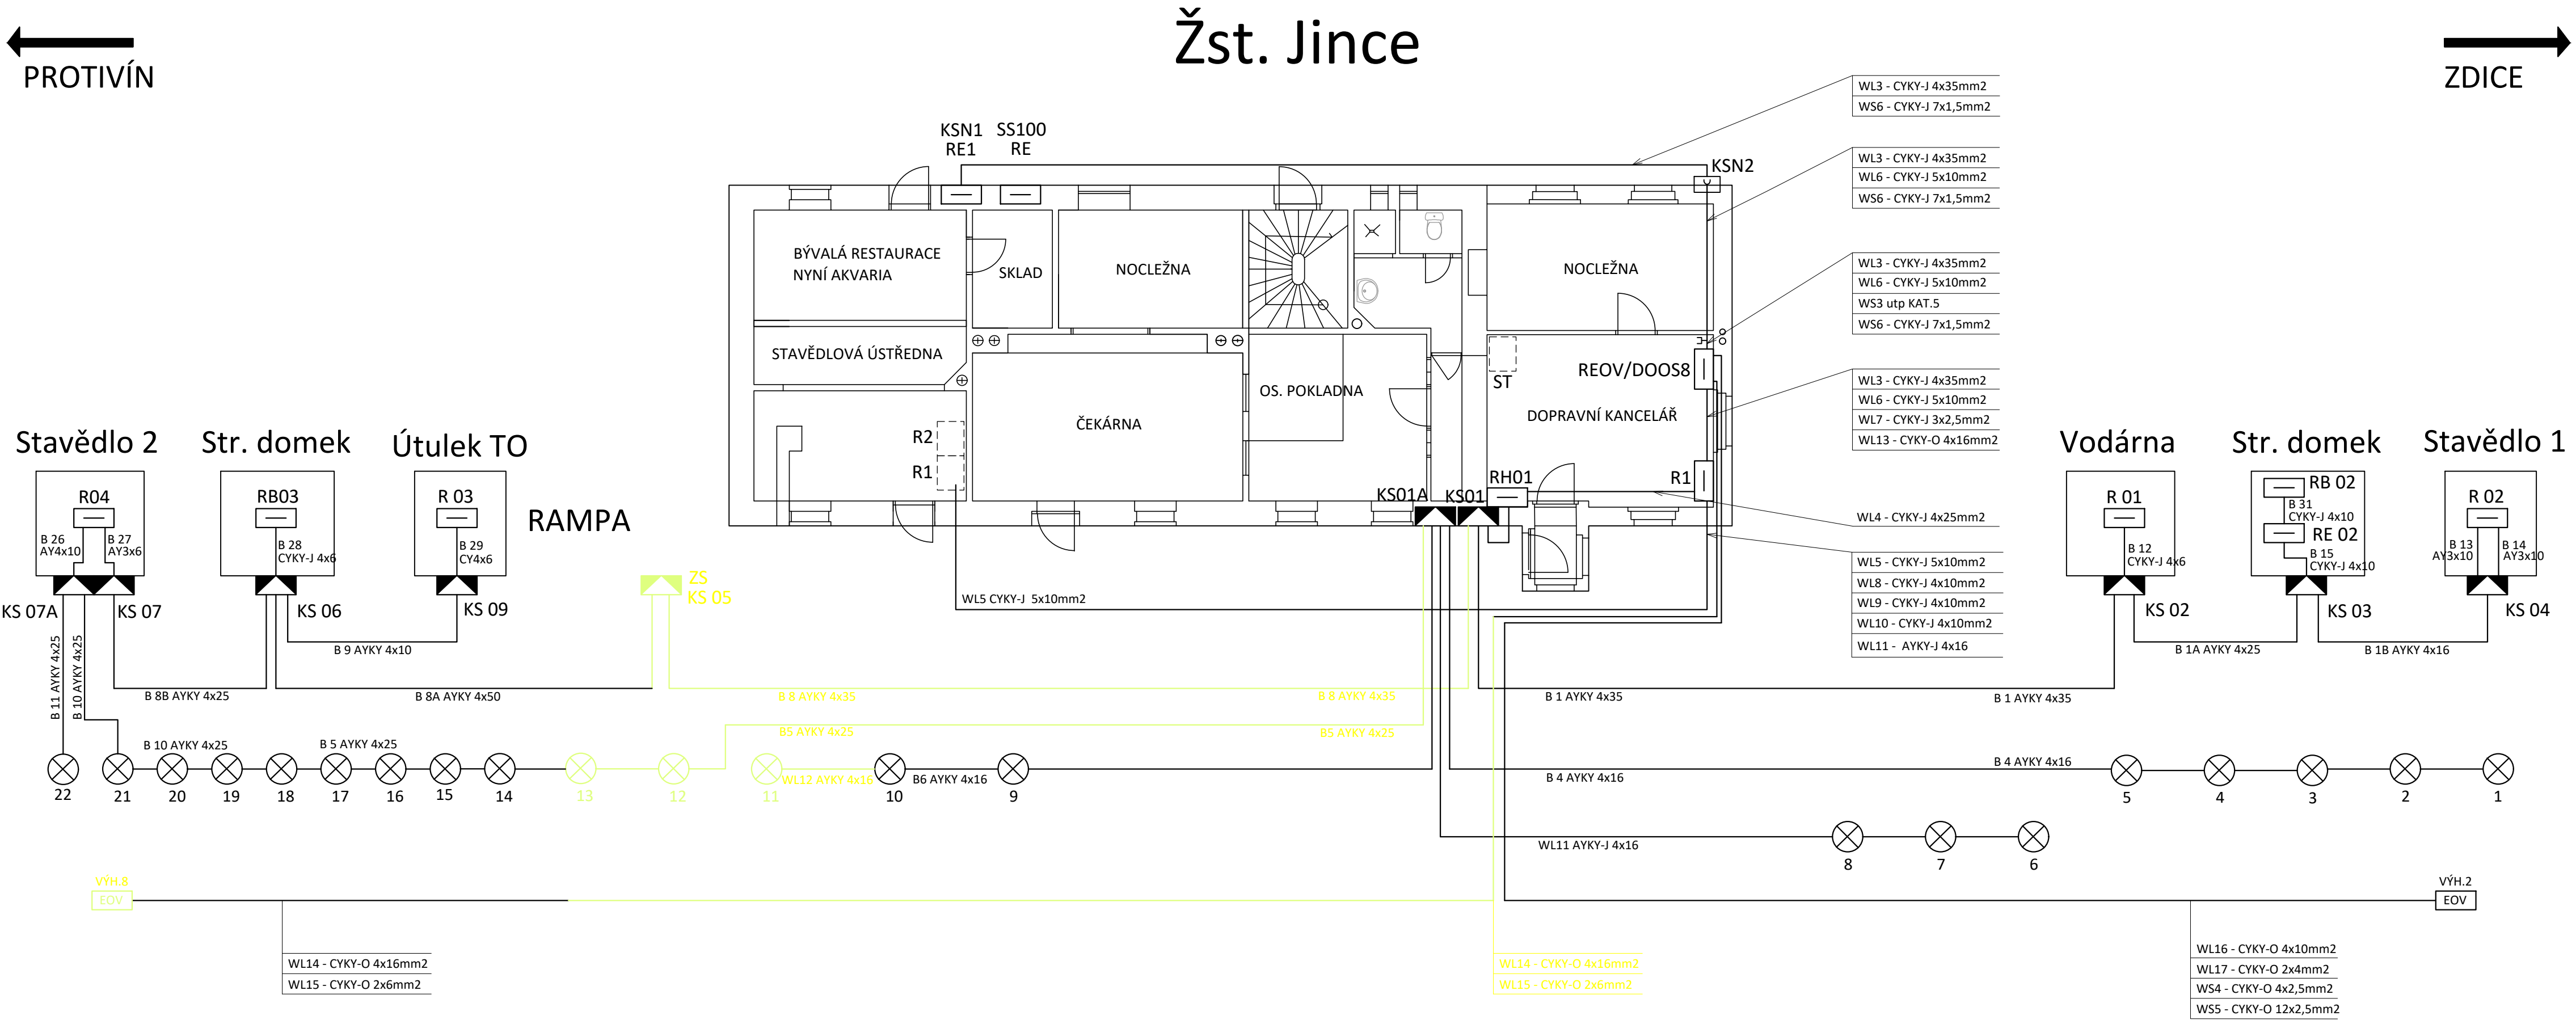 Žst. Jince
PROTIVÍN
ZDICE
WL3 - CYKY-J 4x35mm2
WS6 - CYKY-J 7x1,5mm2
KSN1
RE1
SS100
RE
KSN2
WL3 - CYKY-J 4x35mm2
WL6 - CYKY-J 5x10mm2
WS6 - CYKY-J 7x1,5mm2
BÝVALÁ RESTAURACE
NYNÍ AKVARIA
SKLAD
NOCLEŽNA
NOCLEŽNA
WL3 - CYKY-J 4x35mm2
WL6 - CYKY-J 5x10mm2
WS3 utp KAT.5
WS6 - CYKY-J 7x1,5mm2
STAVĚDLOVÁ ÚSTŘEDNA
ST
REOV/DOOS8
OS. POKLADNA
DOPRAVNÍ KANCELÁŘ
ČEKÁRNA
WL3 - CYKY-J 4x35mm2
WL6 - CYKY-J 5x10mm2
WL7 - CYKY-J 3x2,5mm2
WL13 - CYKY-O 4x16mm2
R2
R1
RH01
R1
KS01A
KS01
WL4 - CYKY-J 4x25mm2
WL5 - CYKY-J 5x10mm2
WL8 - CYKY-J 4x10mm2
WL9 - CYKY-J 4x10mm2
WL10 - CYKY-J 4x10mm2
WL11 - AYKY-J 4x16
Stavědlo 2
Str. domek
Útulek TO
RAMPA
Vodárna
Str. domek
Stavědlo 1
R04
B 26
AY4x10
B 27
AY3x6
RB03
B 28
CYKY-J 4x6
R 03
B 29
CY4x6
R 01
B 12
CYKY-J 4x6
RB 02
B 31
CYKY-J 4x10
RE 02
B 15
CYKY-J 4x10
R 02
B 13
AY3x10
B 14
AY3x10
KS 07A
KS 07
KS 06
KS 09
ZS
KS 05
WL5 CYKY-J 5x10mm2
KS 02
KS 03
KS 04
B 11 AYKY 4x25
B 10 AYKY 4x25
B 9 AYKY 4x10
B 1A AYKY 4x25
B 1B AYKY 4x16
B 8B AYKY 4x25
B 8A AYKY 4x50
B 8 AYKY 4x35
B 8 AYKY 4x35
B 1 AYKY 4x35
B 1 AYKY 4x35
B5 AYKY 4x25
B5 AYKY 4x25
B 10 AYKY 4x25
B 5 AYKY 4x25
WL12 AYKY 4x16
B6 AYKY 4x16
B 4 AYKY 4x16
B 4 AYKY 4x16
22
21
20
19
18
17
16
15
14
13
12
11
10
9
5
4
3
2
1
WL11 AYKY-J 4x16
8
7
6
VÝH.8
EOV
VÝH.2
EOV
WL14 - CYKY-O 4x16mm2
WL15 - CYKY-O 2x6mm2
WL14 - CYKY-O 4x16mm2
WL15 - CYKY-O 2x6mm2
WL16 - CYKY-O 4x10mm2
WL17 - CYKY-O 2x4mm2
WS4 - CYKY-O 4x2,5mm2
WS5 - CYKY-O 12x2,5mm2